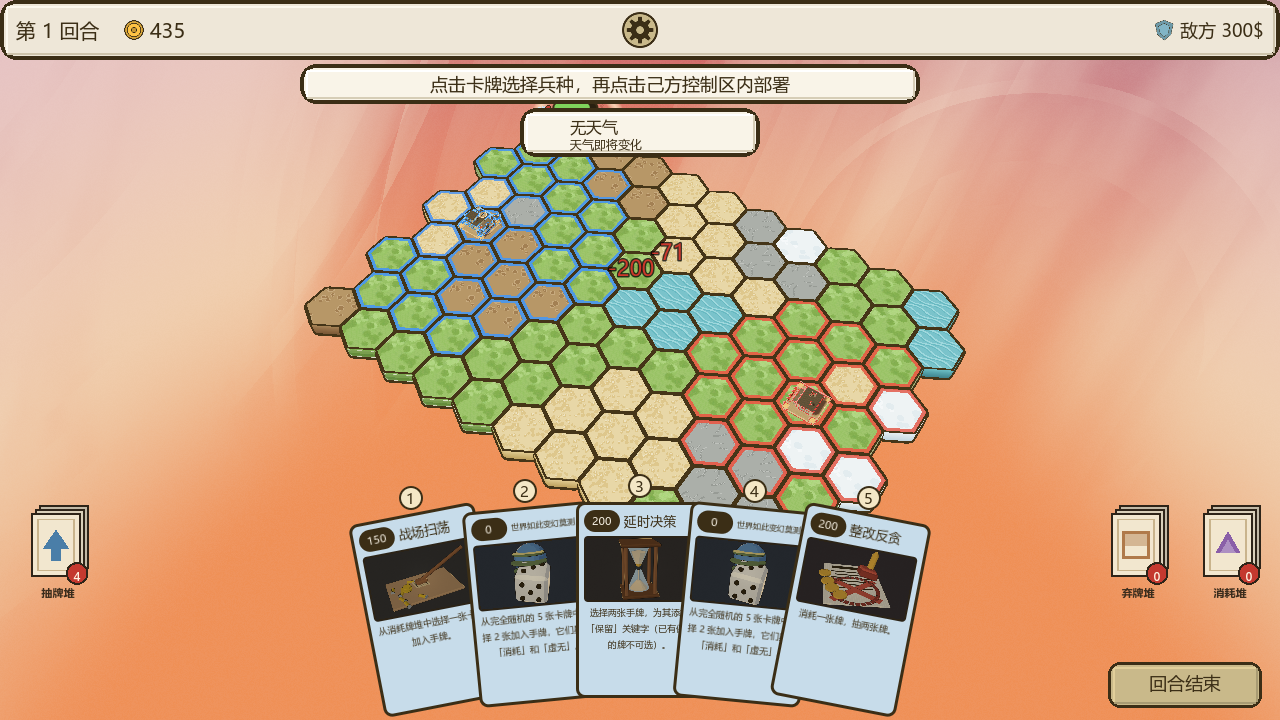 第 1 回合
435
敌方 300$
点击卡牌选择兵种，再点击己方控制区内部署
无天气
天气即将变化
-71
-200
1
2
3
4
5
150 战场扫荡
从消耗牌堆中选择一张卡
加入手牌。
0 世界如此变幻莫测
从完全随机的 5 张卡牌中
择 2 张加入手牌，它们
「消耗」和「虚无」
200 延时决策
选择两张手牌，为其添
「保留」关键字（已有
的牌不可选）。
0 世界如此变幻莫测
从完全随机的 5 张卡牌中
择 2 张加入手牌，它们
「消耗」和「虚无」
200 整改反贪
消耗一张牌，抽两张牌。
4
抽牌堆
0
弃牌堆
0
消耗堆
回合结束